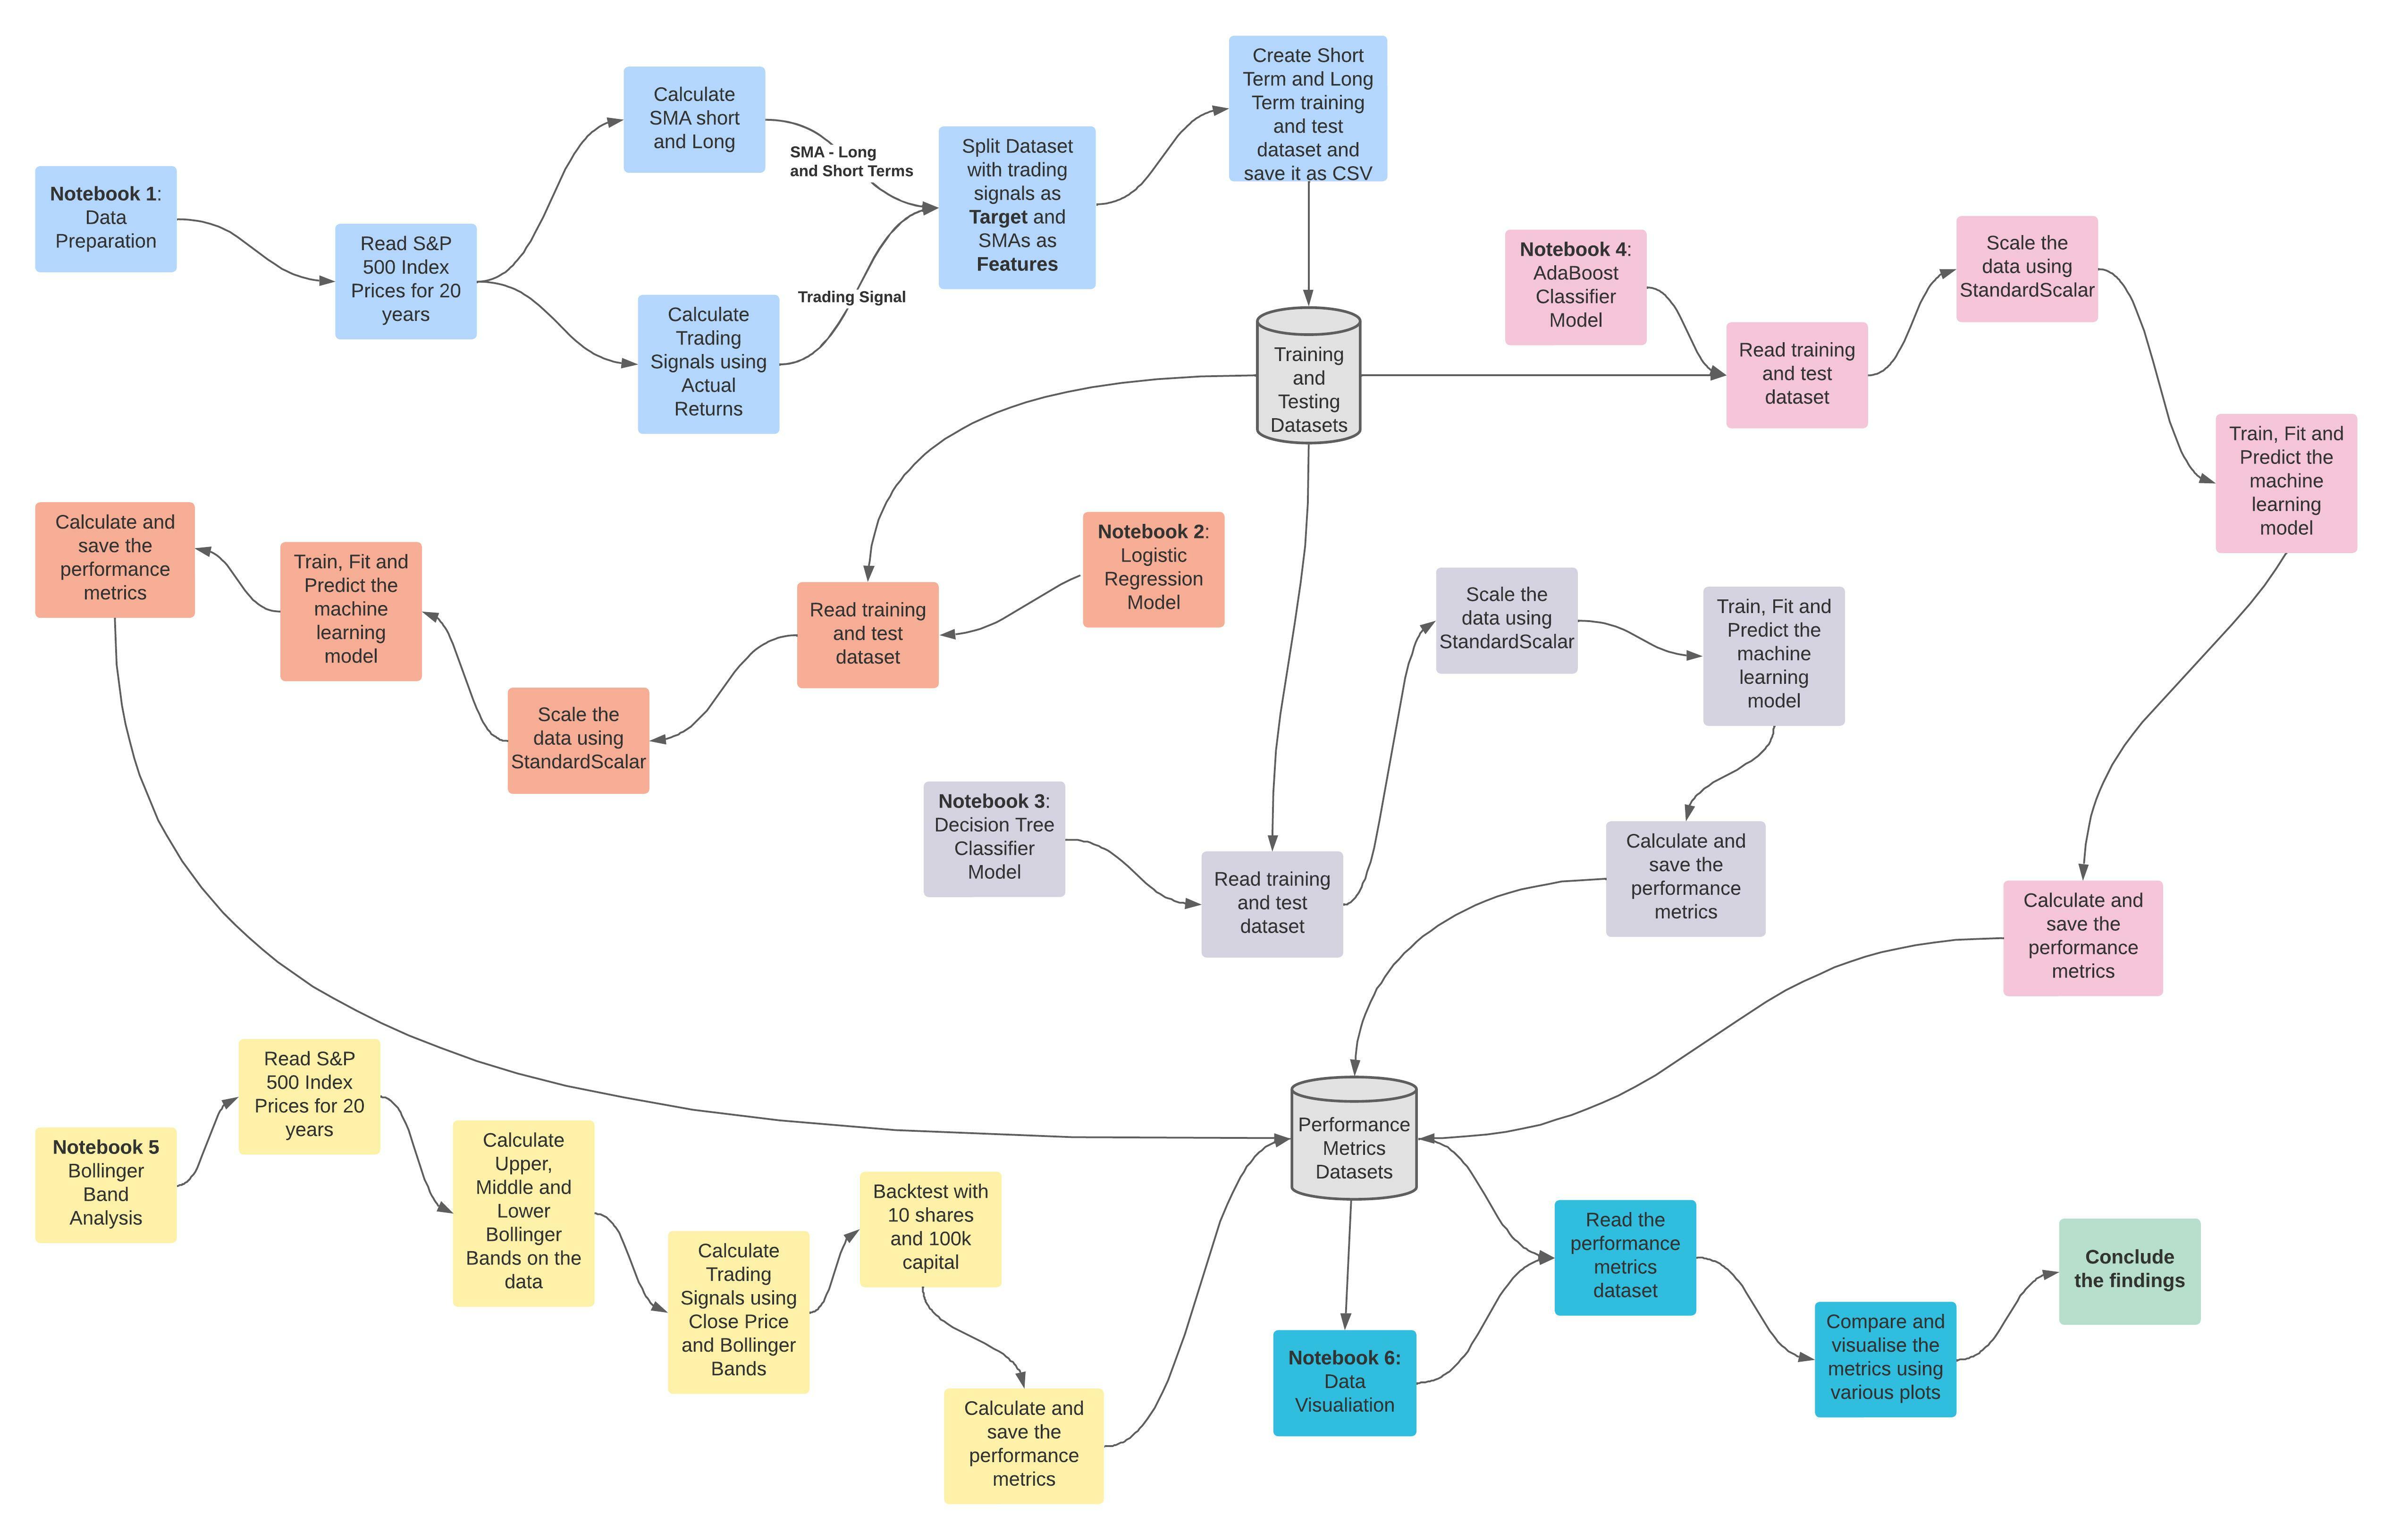 Notebook 1:
Data
Preparation
Read S&P
500 Index
Prices for 20
years
Calculate
SMA short
and Long
Calculate
Trading
Signals using
Actual
Returns
SMA - Long
and Short Terms
Trading Signal
Split Dataset
with trading
signals as
Target and
SMAs as
Features
Create Short
Term and Long
Term training
and test
dataset and
save it as CSV
Training
and
Testing
Datasets
Notebook 4:
AdaBoost
Classifier
Model
Read training
and test
dataset
Scale the
data using
StandardScalar
Train, Fit and
Predict the
machine
learning
model
Calculate and
save the
performance
metrics
Notebook 2:
Logistic
Regression
Model
Read training
and test
dataset
Scale the
data using
StandardScalar
Train, Fit and
Predict the
machine
learning
model
Calculate and
save the
performance
metrics
Notebook 3:
Decision Tree
Classifier
Model
Read training
and test
dataset
Scale the
data using
StandardScalar
Train, Fit and
Predict the
machine
learning
model
Calculate and
save the
performance
metrics
Notebook 5
Bollinger
Band
Analysis
Read S&P
500 Index
Prices for 20
years
Calculate
Upper,
Middle and
Lower
Bollinger
Bands on the
data
Calculate
Trading
Signals using
Close Price
and Bollinger
Bands
Backtest with
10 shares
and 100k
capital
Calculate and
save the
performance
metrics
Performance
Metrics
Datasets
Notebook 6:
Data
Visualiation
Read the
performance
metrics
dataset
Compare and
visualise the
metrics using
various plots
Conclude
the findings